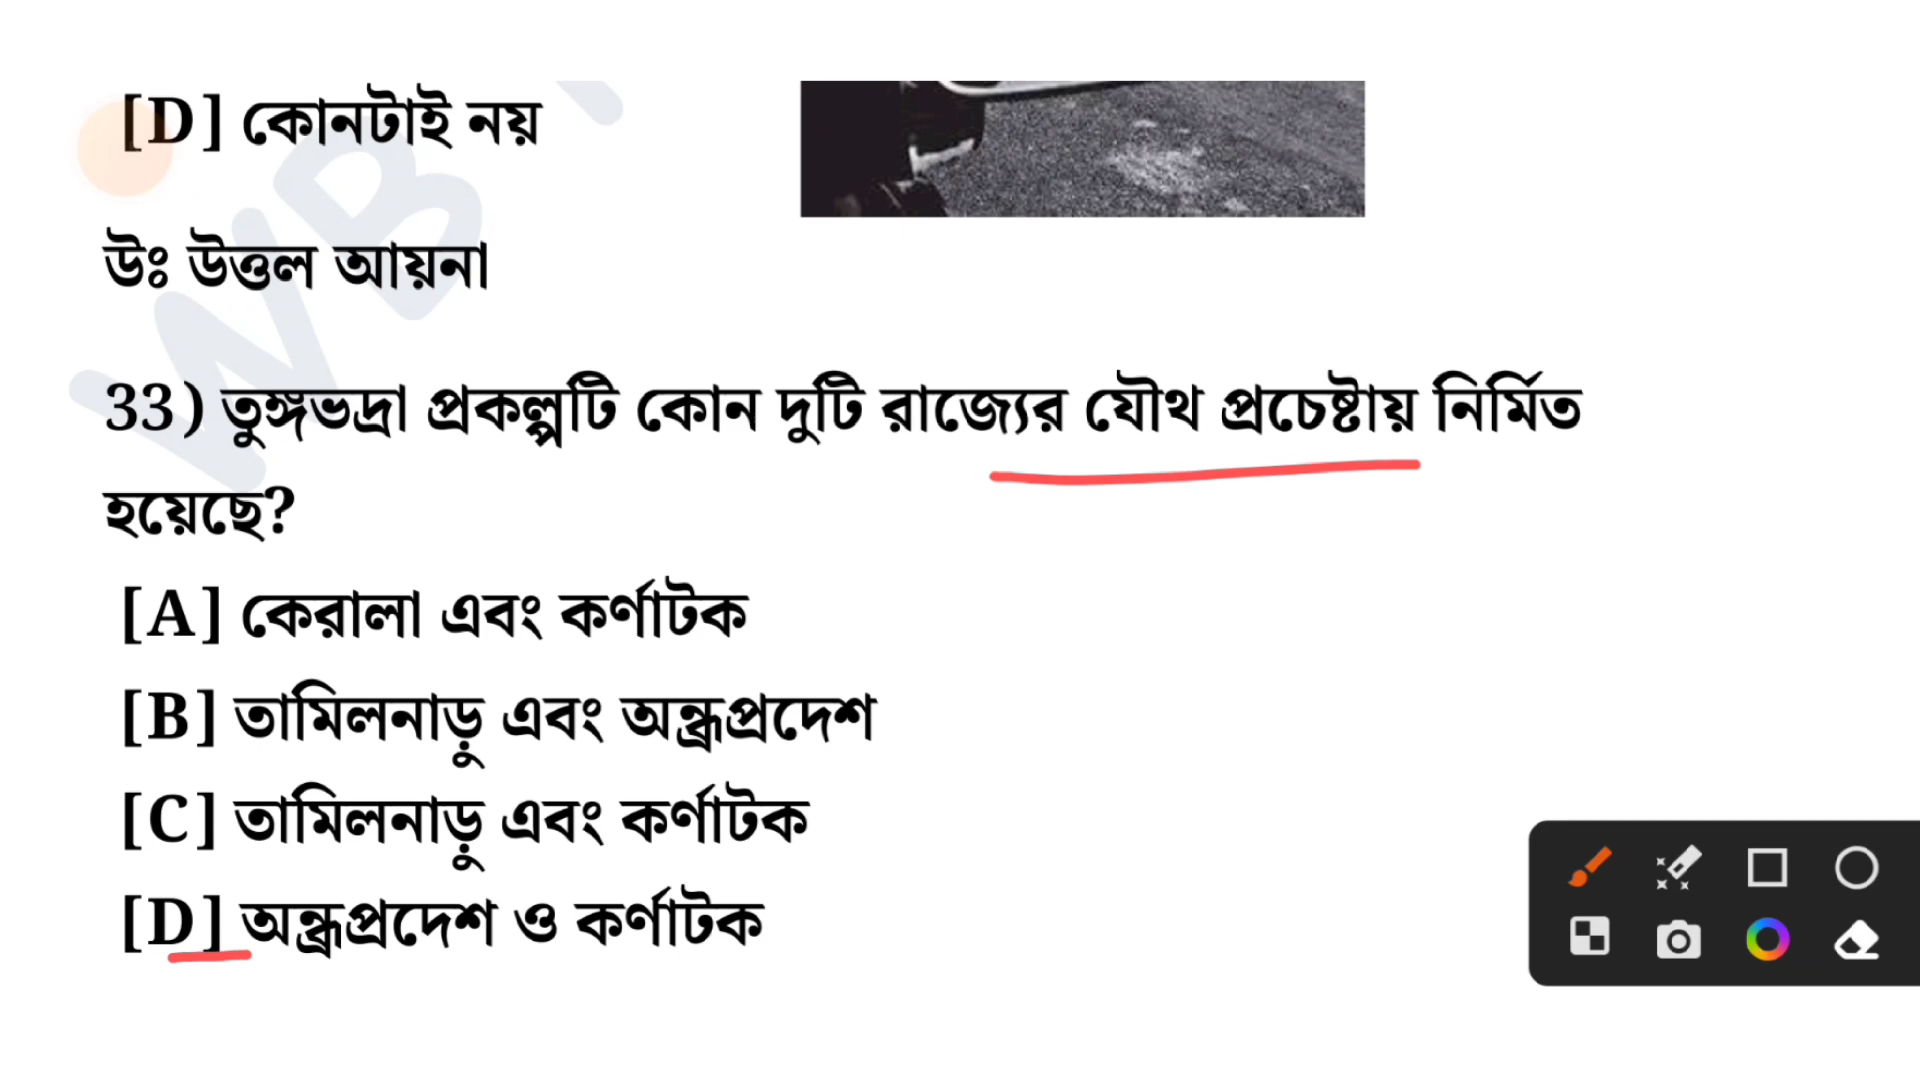 [D] কোনটাই নয়
উঃ উত্তল আয়না
33) তুঙ্গভদ্রা প্রকল্পটি কোন দুটি রাজ্যের যৌথ প্রচেষ্টায় নির্মিত
হয়েছে?
[A] কেরালা এবং কর্ণাটক
[B] তামিলনাড়ু এবং অন্ধ্রপ্রদেশ
[C] তামিলনাড়ু এবং কর্ণাটক
[D] অন্ধ্রপ্রদেশ ও কর্ণাটক
WB